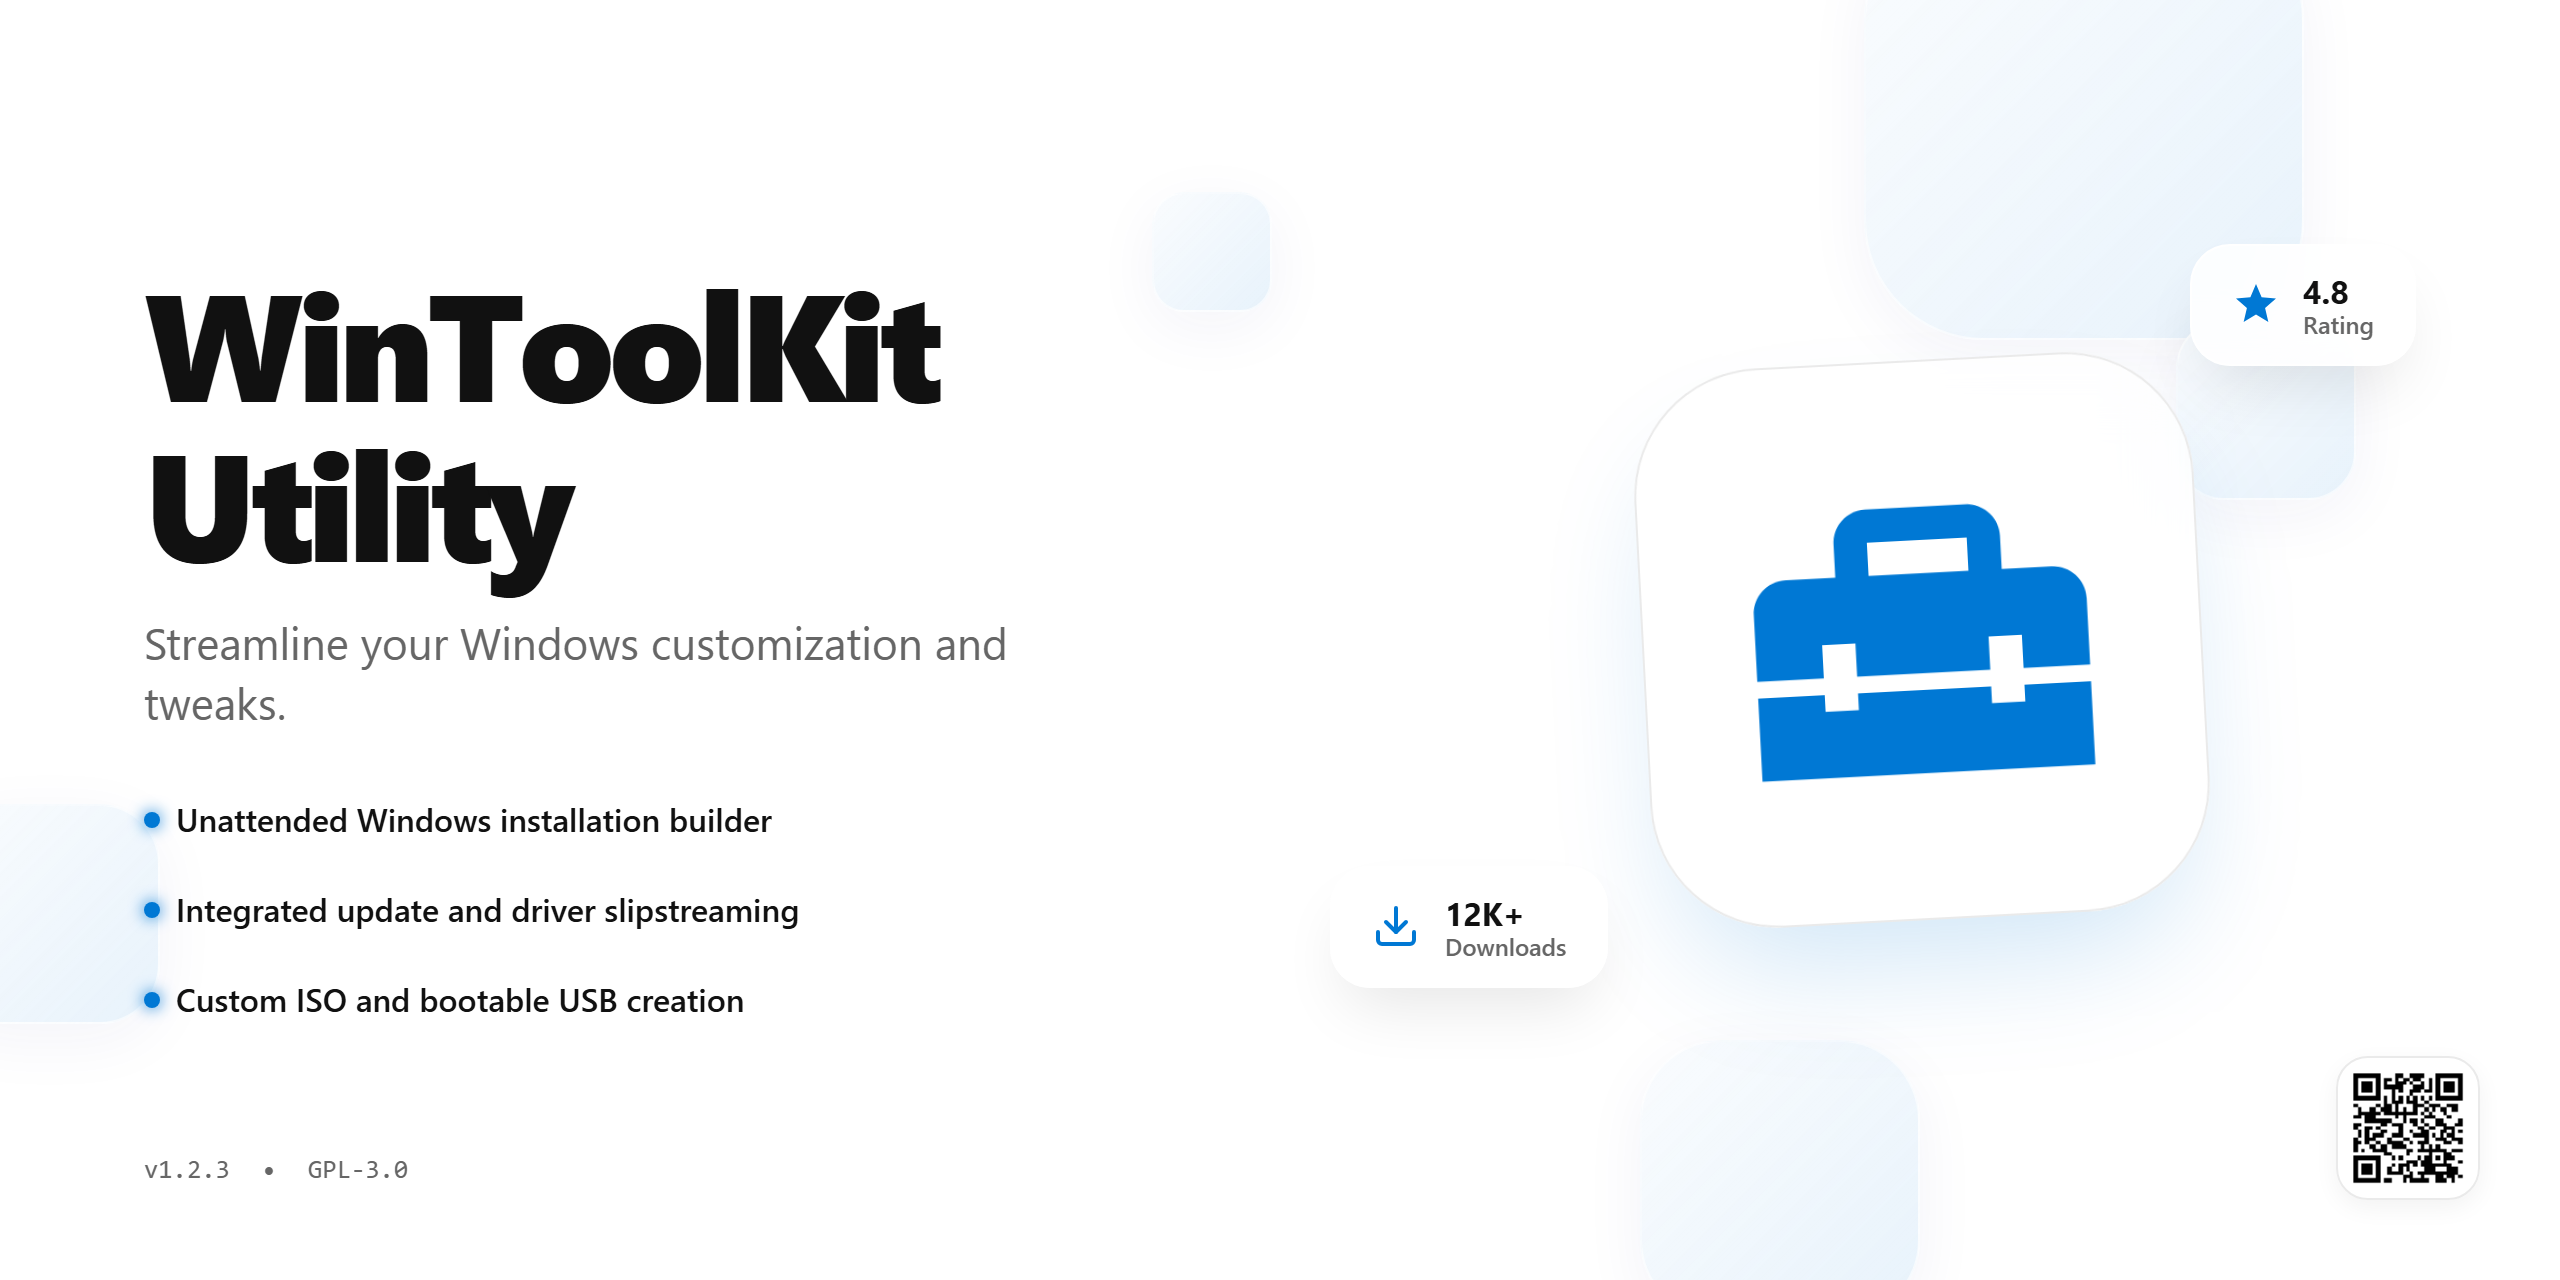 WinToolKit
Utility
Streamline your Windows customization and
tweaks.
Unattended Windows installation builder
Integrated update and driver slipstreaming
Custom ISO and bootable USB creation
v1.2.3 • GPL-3.0
4.8
Rating
12K+
Downloads